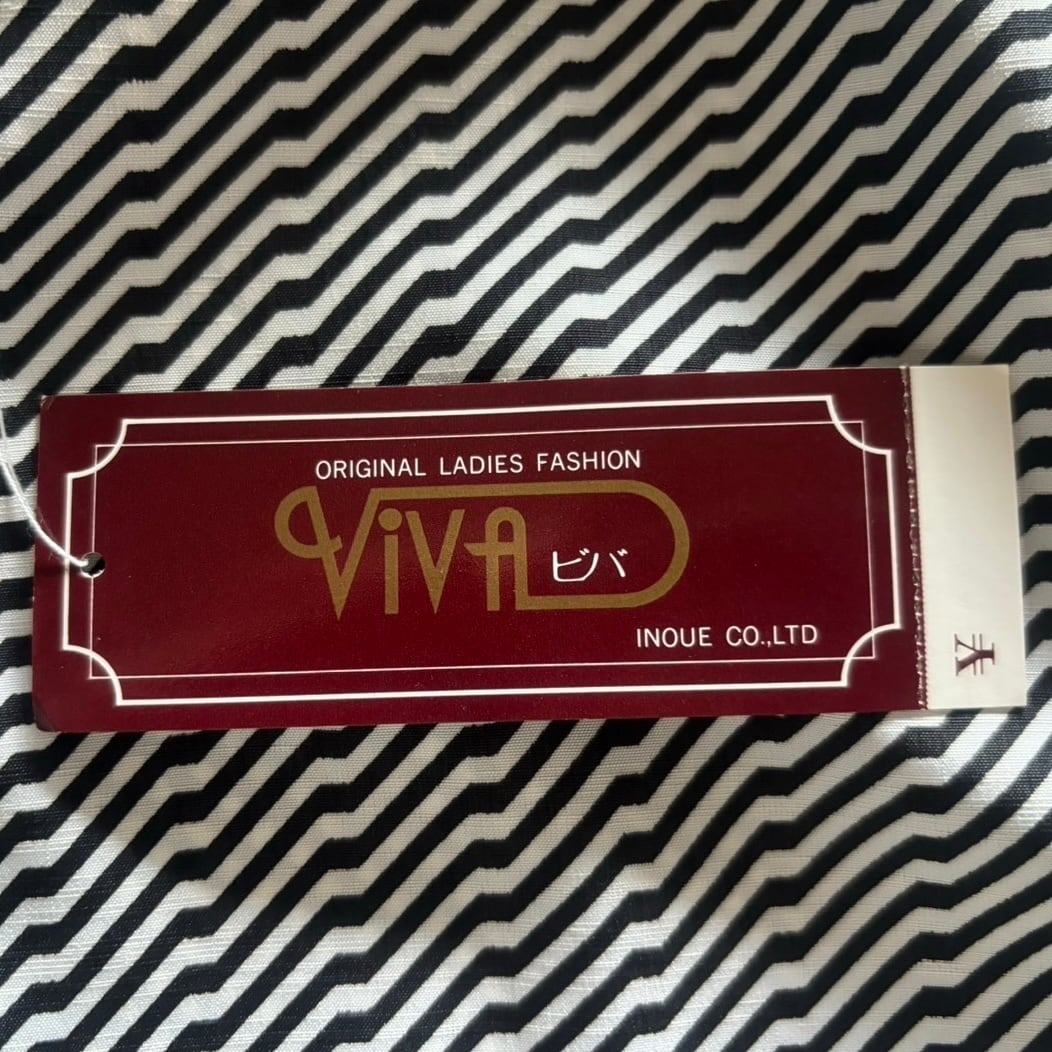 ORIGINAL LADIES FASHION
ViVA ビバ
INOUE CO.,LTD
¥